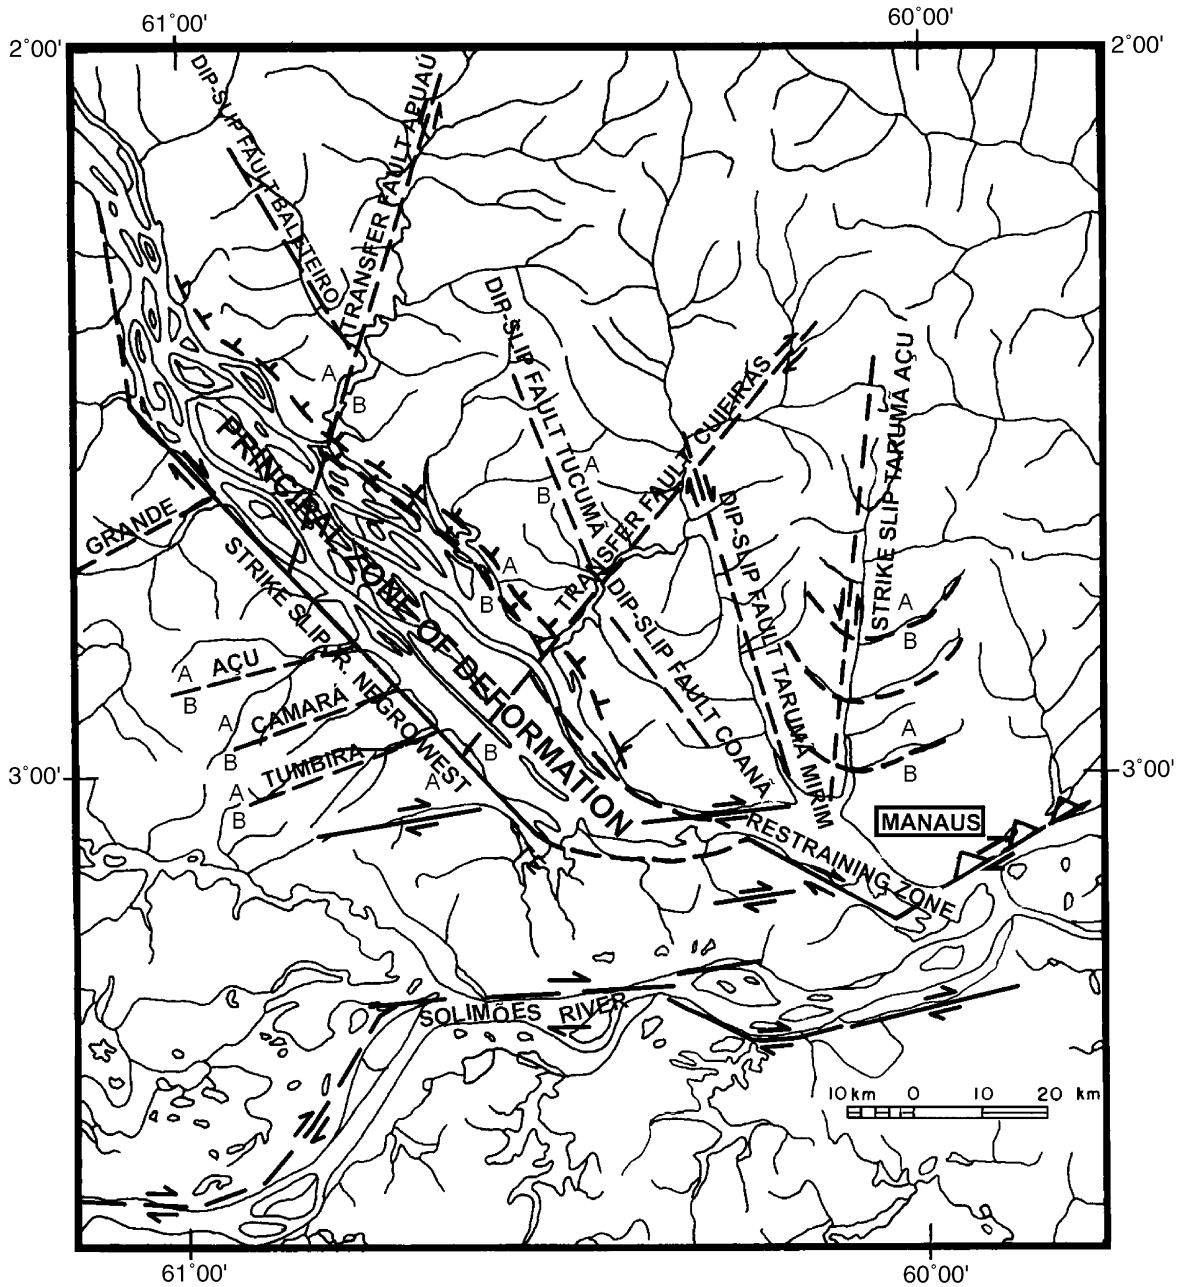 61°00'
60°00'
2°00'
2°00'
DIP-SLIP FAULT BALATEIRO
TRANSFER FAULT APUAÚ
DIP-SLIP FAULT TUCUMÃ
TRANSFER FAULT CUIEIRAS
STRIKE SLIP TARUMÃ AÇU
A
B
PRINCIPAL ZONE OF DEFORMATION
A
B
GRANDE
STRIKE SLIP R. NEGRO WEST
A
B
DIP-SLIP FAULT COANÃ
DIP-SLIP FAULT TARUMÃ MIRIM
A
B
A
B
AÇU
A
B
CAMARÁ
A
B
TUMBIRA
B
A
A
B
3°00'
3°00'
A
B
MANAUS
RESTRAINING ZONE
SOLIMÕES RIVER
10 km 0 10 20 km
61°00'
60°00'